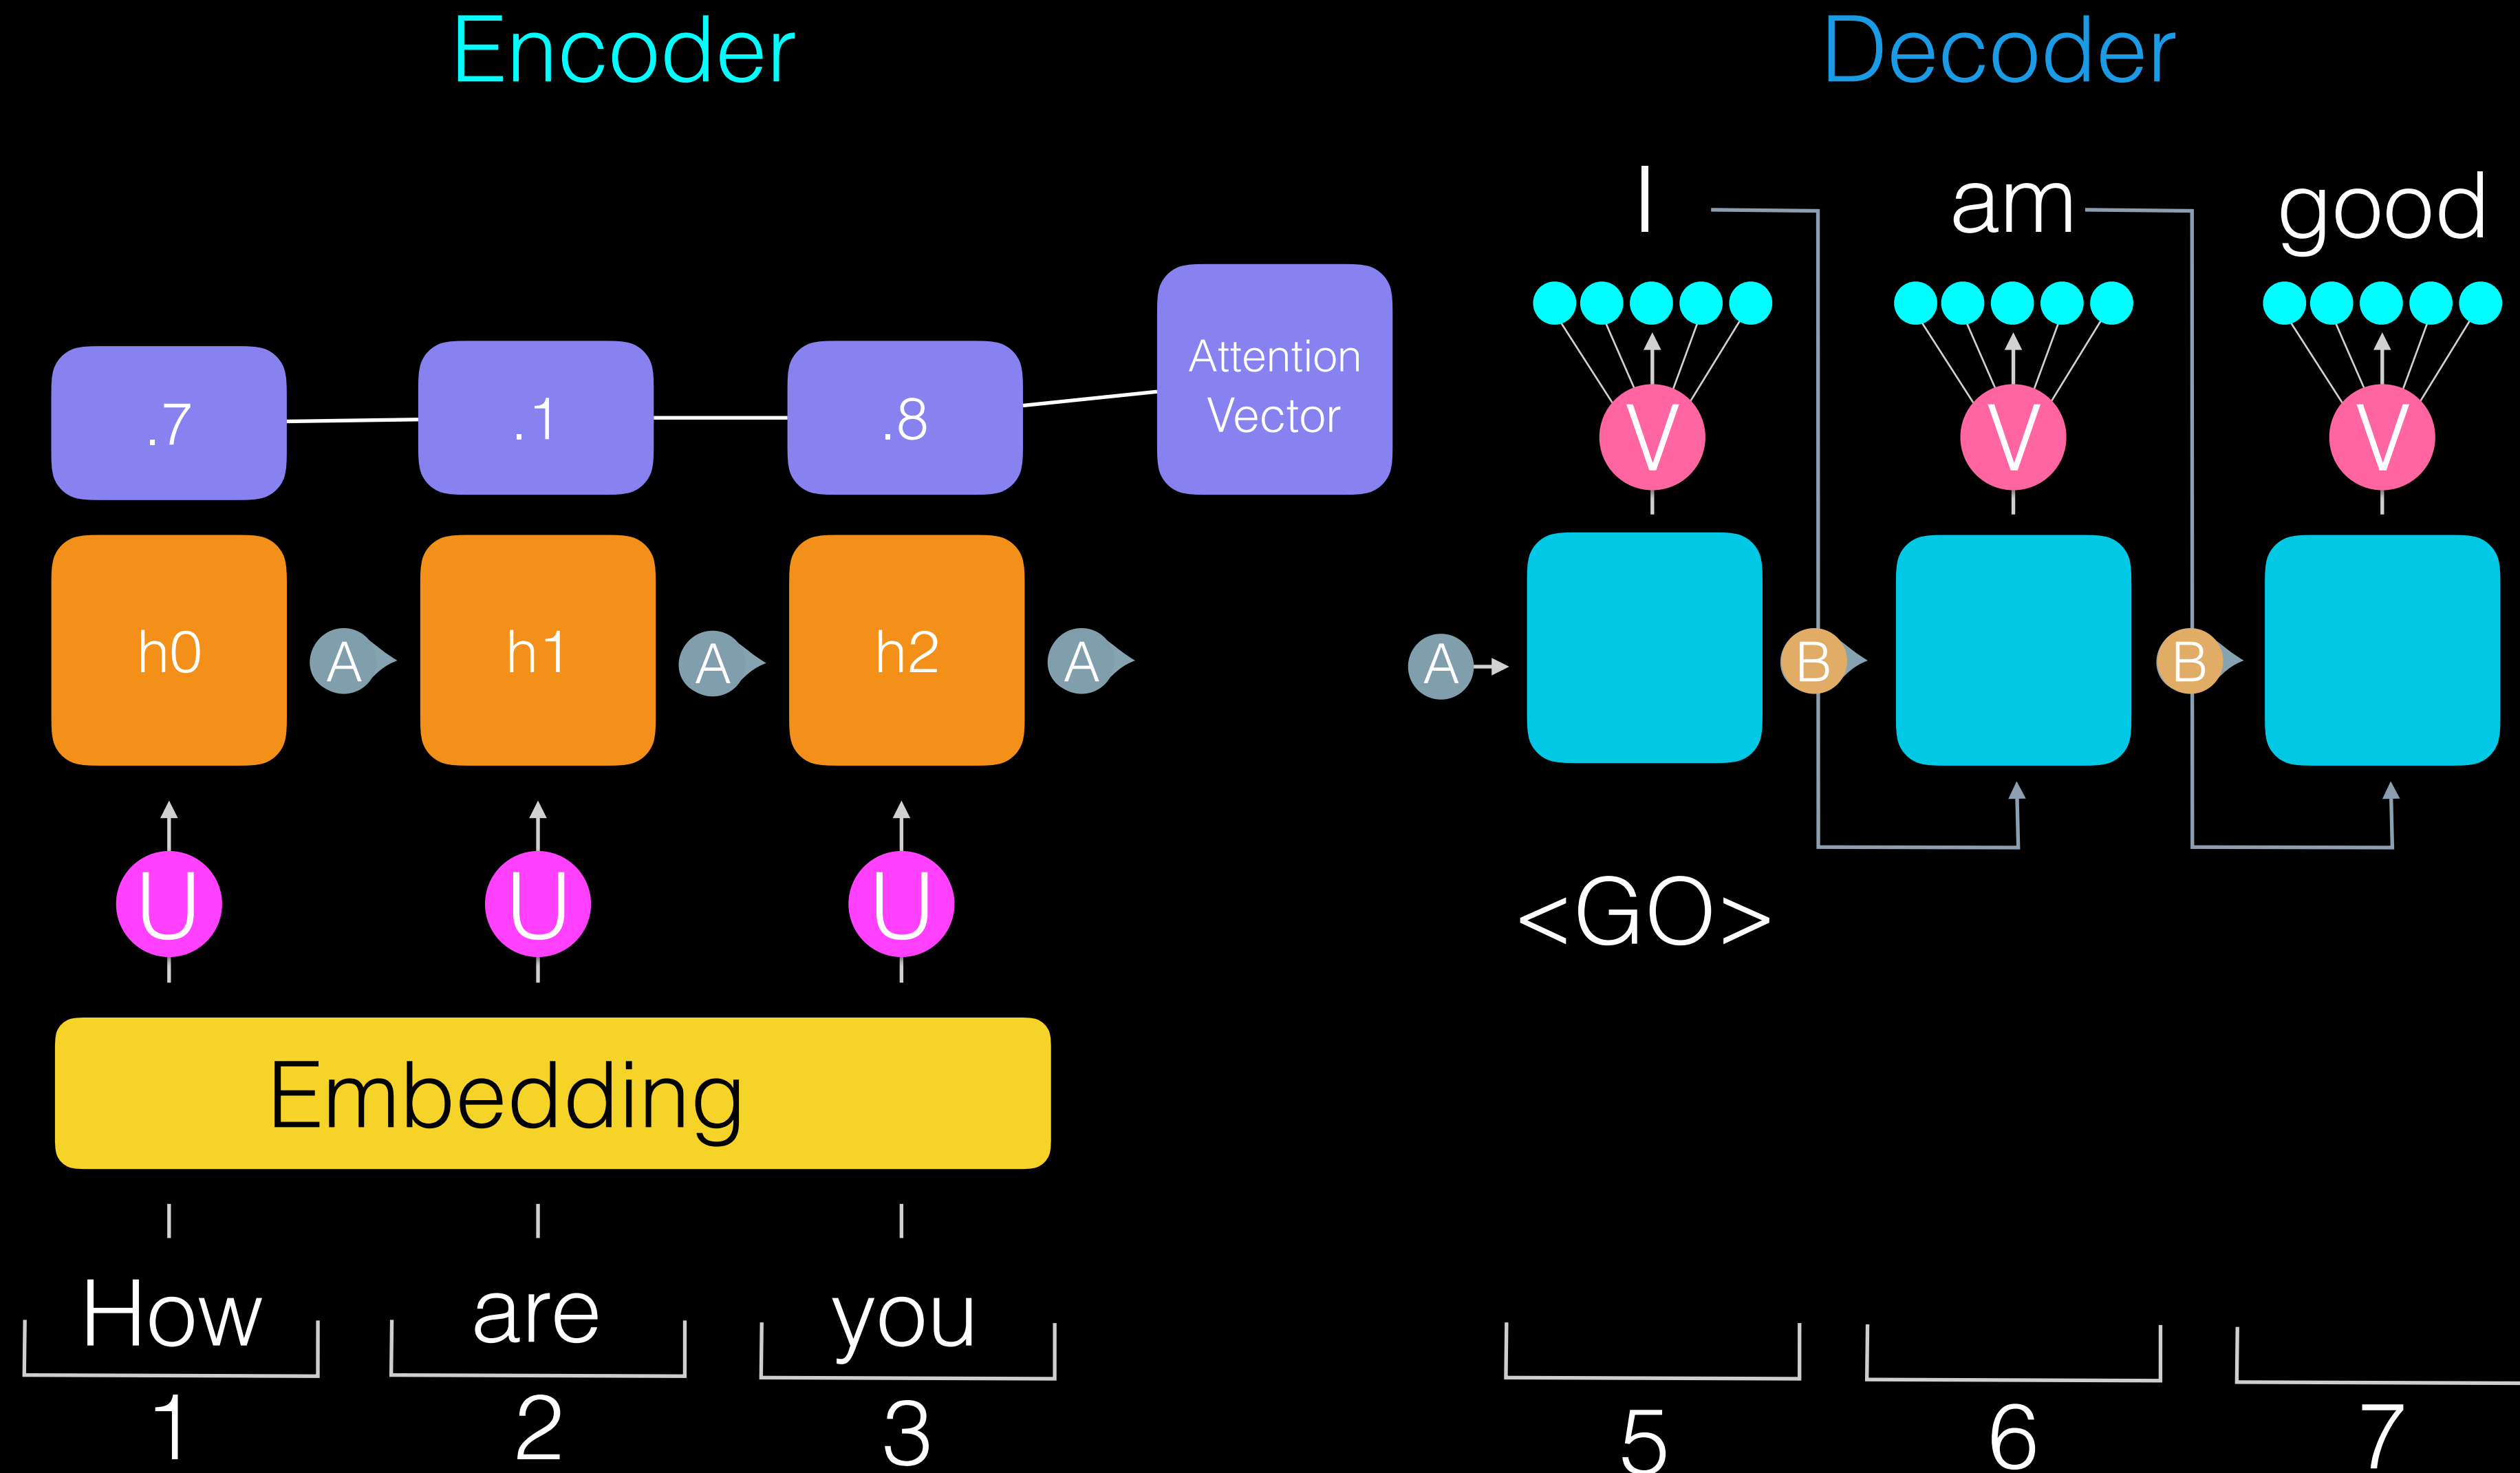 Encoder
Decoder
I am good
.7 .1 .8 Attention
Vector
V V V
h0 A h1 A h2 A A B B
U U U <GO>
Embedding
How are you
1 2 3 5 6 7